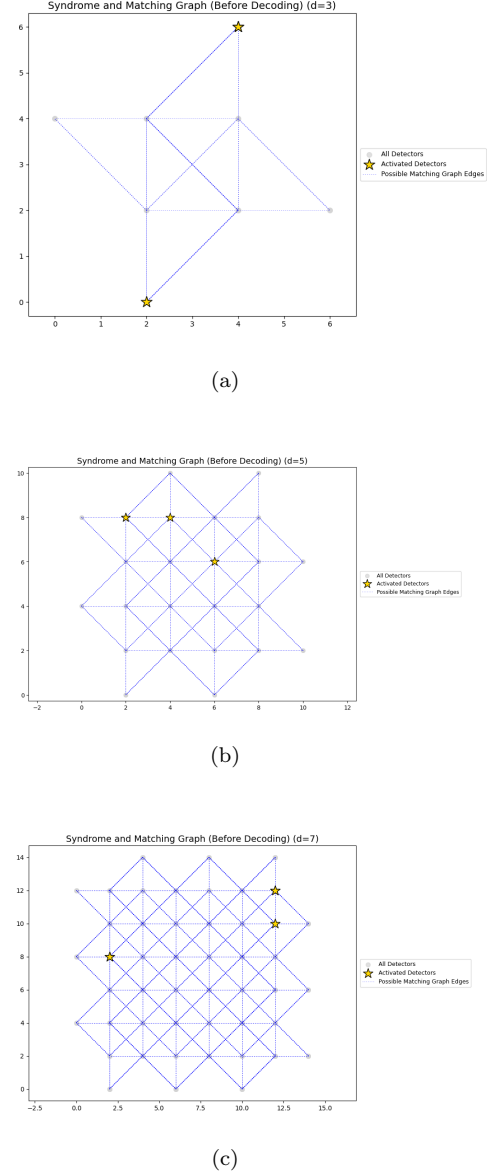 Syndrome and Matching Graph (Before Decoding) (d=3)
6
5
4
3
2
1
0
0 1 2 3 4 5 6
All Detectors
Activated Detectors
Possible Matching Graph Edges
(a)
Syndrome and Matching Graph (Before Decoding) (d=5)
10
8
6
4
2
0
−2 0 2 4 6 8 10 12
All Detectors
Activated Detectors
Possible Matching Graph Edges
(b)
Syndrome and Matching Graph (Before Decoding) (d=7)
14
12
10
8
6
4
2
0
−2.5 0.0 2.5 5.0 7.5 10.0 12.5 15.0
All Detectors
Activated Detectors
Possible Matching Graph Edges
(c)